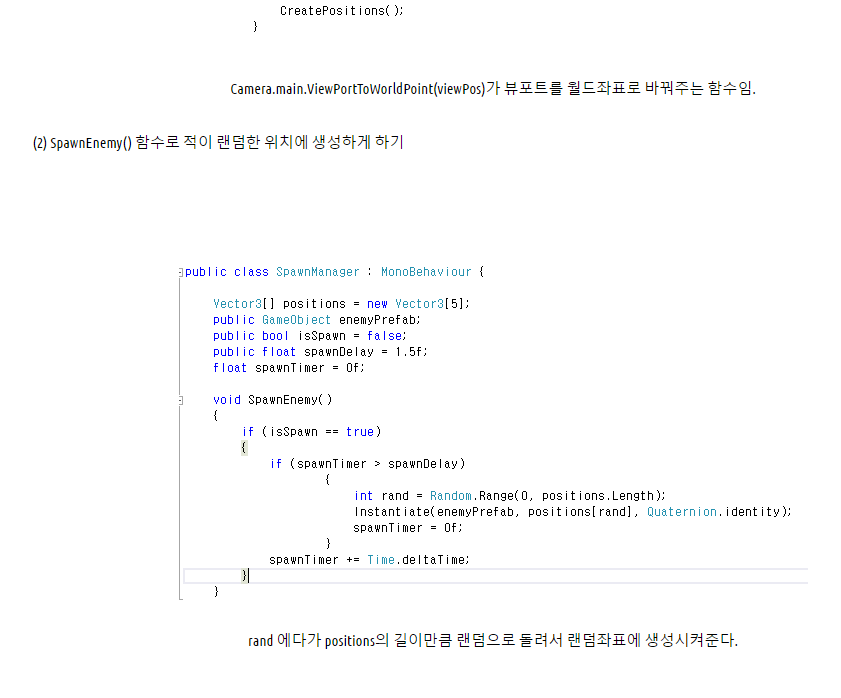 CreatePositions();
}
Camera.main.ViewPortToWorldPoint(viewPos)가 뷰포트를 월드좌표로 바꿔주는 함수임.
(2) SpawnEnemy() 함수로 적이 랜덤한 위치에 생성하게 하기
public class SpawnManager : MonoBehaviour {
Vector3[] positions = new Vector3[5];
public GameObject enemyPrefab;
public bool isSpawn = false;
public float spawnDelay = 1.5f;
float spawnTimer = 0f;
void SpawnEnemy()
{
if (isSpawn == true)
{
if (spawnTimer > spawnDelay)
{
int rand = Random.Range(0, positions.Length);
Instantiate(enemyPrefab, positions[rand], Quaternion.identity);
spawnTimer = 0f;
}
spawnTimer += Time.deltaTime;
}
}
rand 에다가 positions의 길이만큼 랜덤으로 돌려서 랜덤좌표에 생성시켜준다.